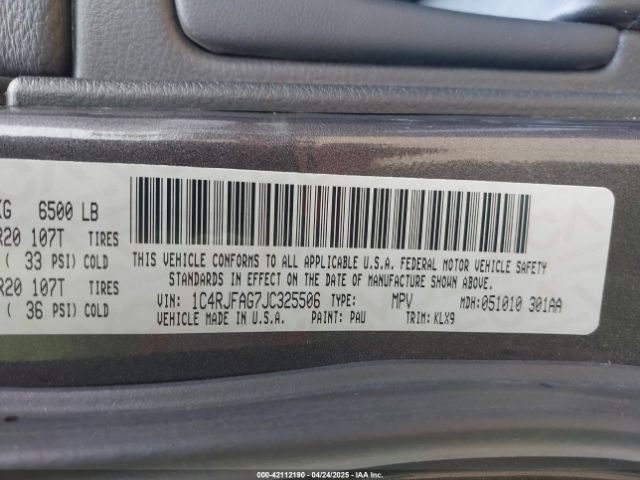 KG 6500 LB
R20 107T TIRES
( 33 PSI) COLD
R20 107T TIRES
( 36 PSI) COLD
THIS VEHICLE CONFORMS TO ALL APPLICABLE U.S.A. FEDERAL MOTOR VEHICLE SAFETY
STANDARDS IN EFFECT ON THE DATE OF MANUFACTURE SHOWN ABOVE.
VIN: 1C4RJFAG7JC325506 TYPE: MPV MDH:051010 301AA
VEHICLE MADE IN U.S.A. PAINT: PAU TRIM: KLX9
000-42112190 - 04/24/2025 - Copyright © IAA, LLC.